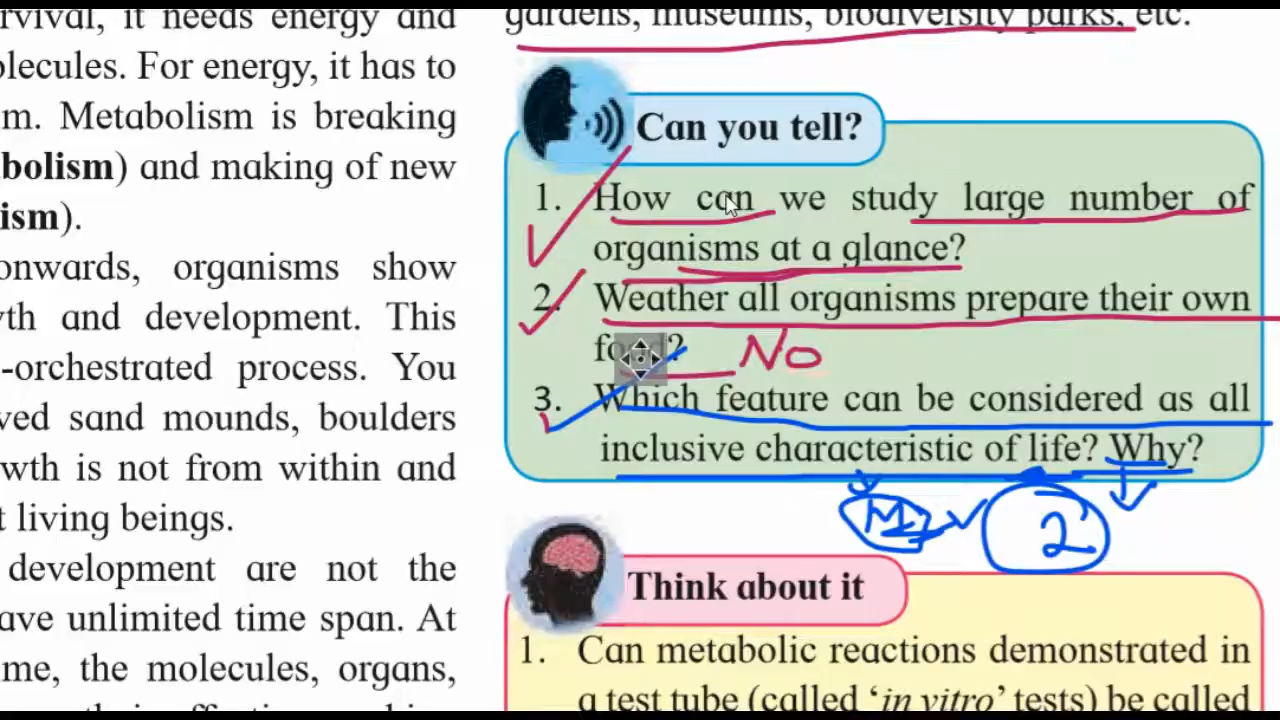 rvival, it needs energy and
olecules. For energy, it has to
m. Metabolism is breaking
bolism) and making of new
ism).
onwards, organisms show
th and development. This
-orchestrated process. You
ved sand mounds, boulders
wth is not from within and
t living beings.
development are not the
ave unlimited time span. At
me, the molecules, organs,
gardens, museums, biodiversity parks, etc.
Can you tell?
1. How can we study large number of
organisms at a glance?
2. Weather all organisms prepare their own
food? No
3. Which feature can be considered as all
inclusive characteristic of life? Why?
2
Think about it
1. Can metabolic reactions demonstrated in
a test tube (called ‘in vitro’ tests) be called